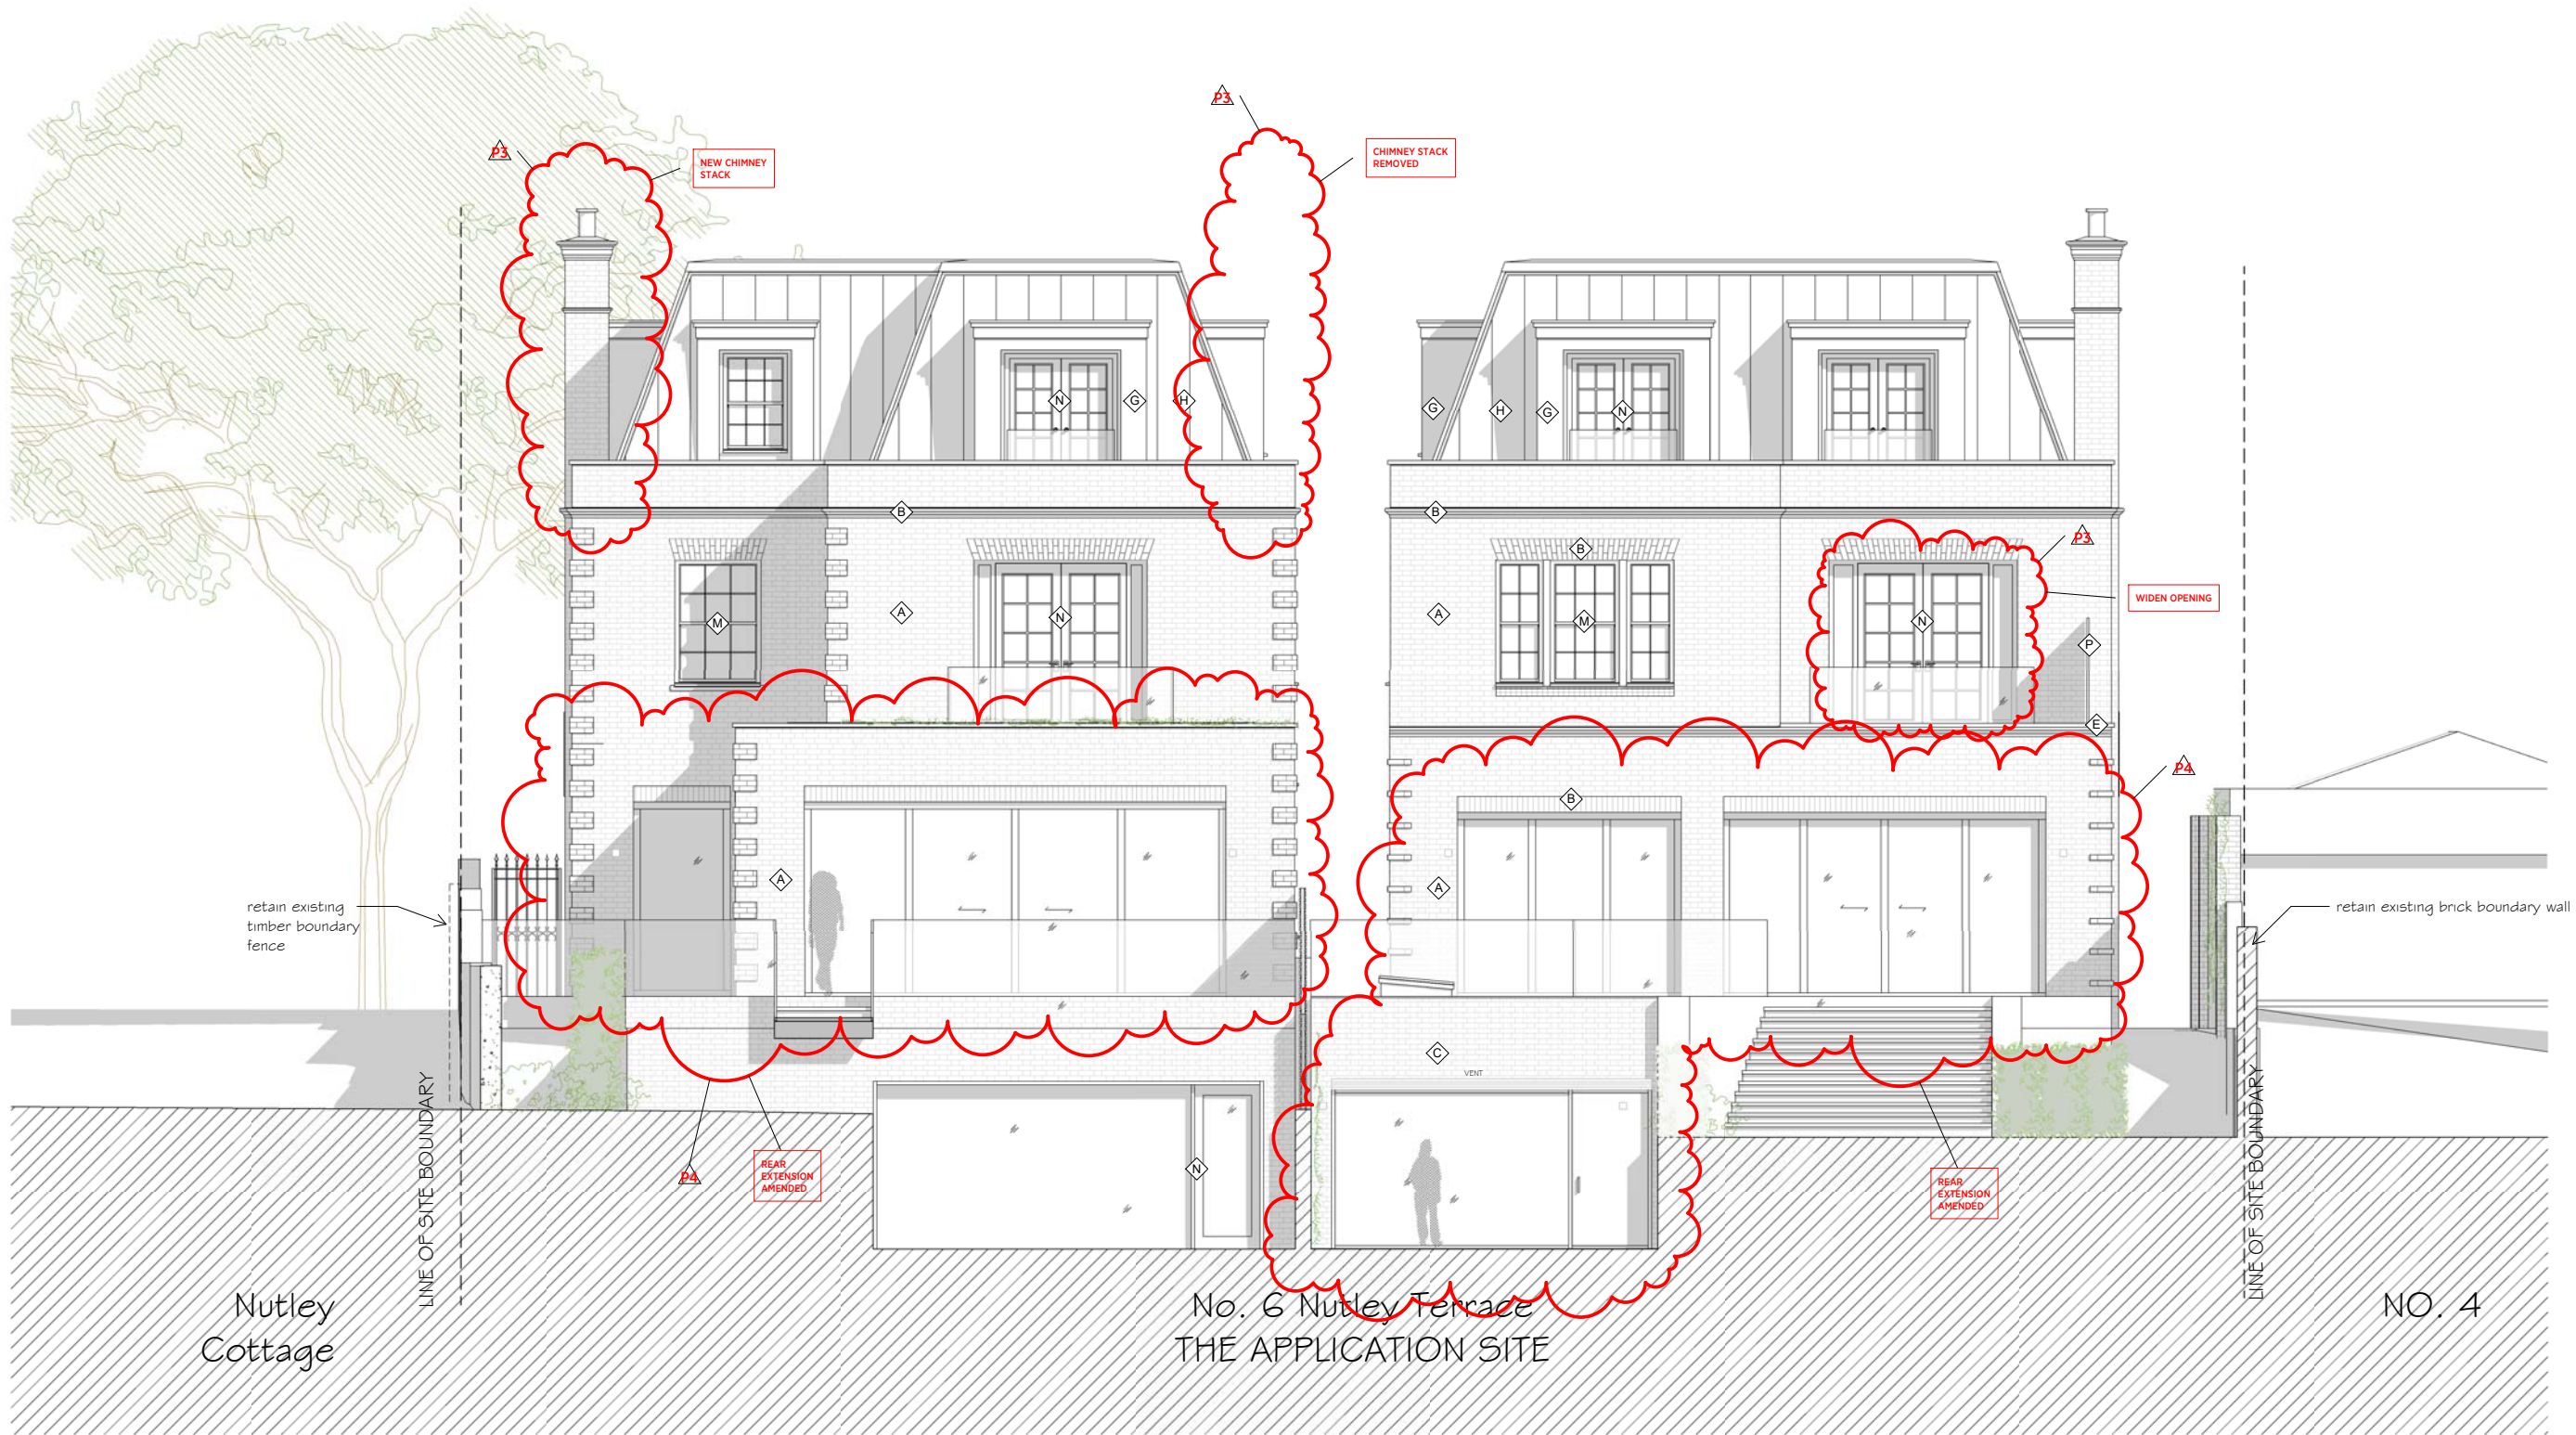 P3
P3
NEW CHIMNEY
STACK
CHIMNEY STACK
REMOVED
N
G
H
G
H
G
N
B
B
B
P3
M
A
N
A
M
N
WIDEN OPENING
P
E
P4
B
A
A
retain existing
timber boundary
fence
retain existing brick boundary wall
C
VENT
N
P4
REAR
EXTENSION
AMENDED
REAR
EXTENSION
AMENDED
LINE OF SITE BOUNDARY
LINE OF SITE BOUNDARY
Nutley
Cottage
No. 6 Nutley Terrace
THE APPLICATION SITE
NO. 4